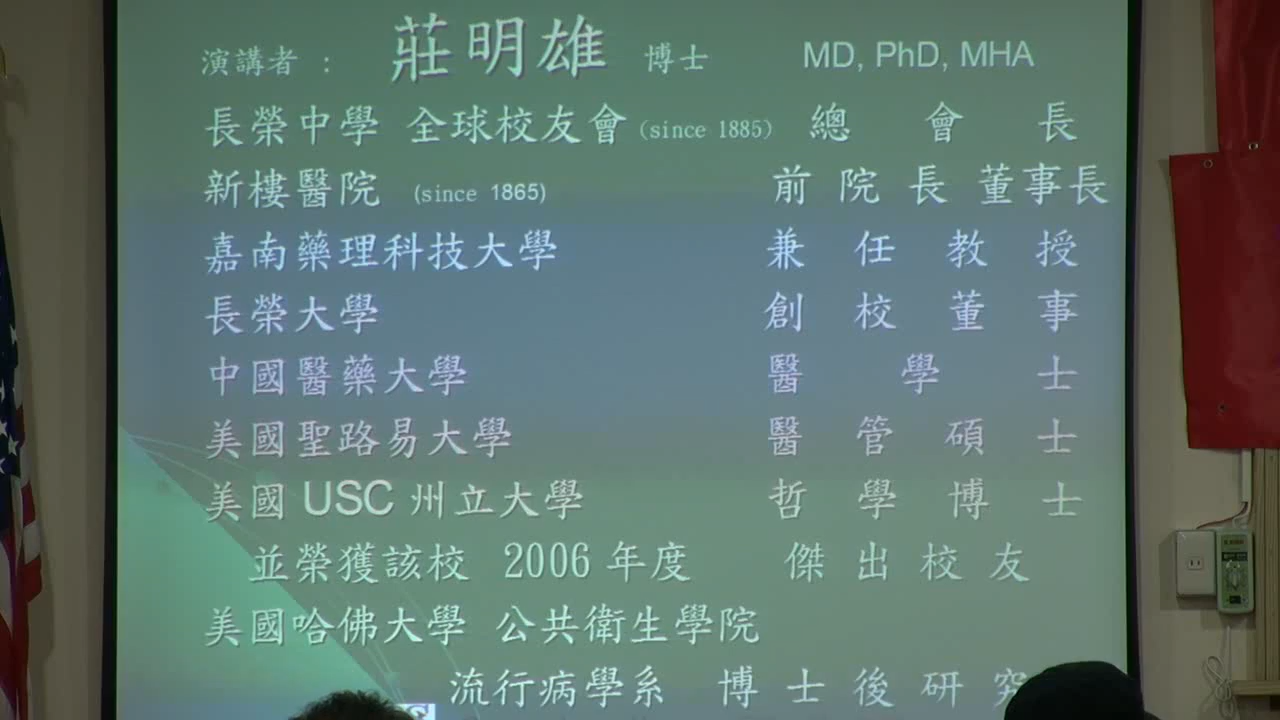 演講者 : 莊明雄 博士 MD, PhD, MHA
長榮中學 全球校友會 (since 1885) 總會長
新樓醫院 (since 1865) 前院長董事長
嘉南藥理科技大學 兼任教授
長榮大學 創校董事
中國醫藥大學 醫學士
美國聖路易大學 醫管碩士
美國 USC 州立大學 哲學博士
並榮獲該校 2006 年度 傑出校友
美國哈佛大學 公共衛生學院
流行病學系 博士後研究